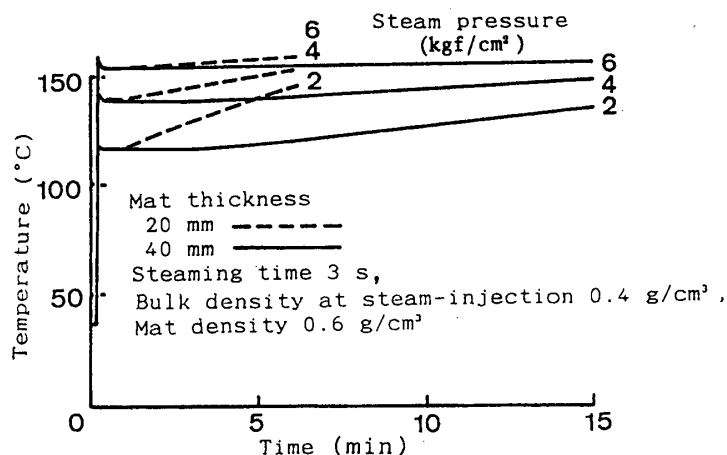 Steam pressure
(kgf/cm²)
6
4
2
6
4
2
150
100
50
0
5
10
15
Temperature (°C)
Mat thickness
20 mm
40 mm
Steaming time 3 s,
Bulk density at steam-injection 0.4 g/cm³,
Mat density 0.6 g/cm³
Time (min)